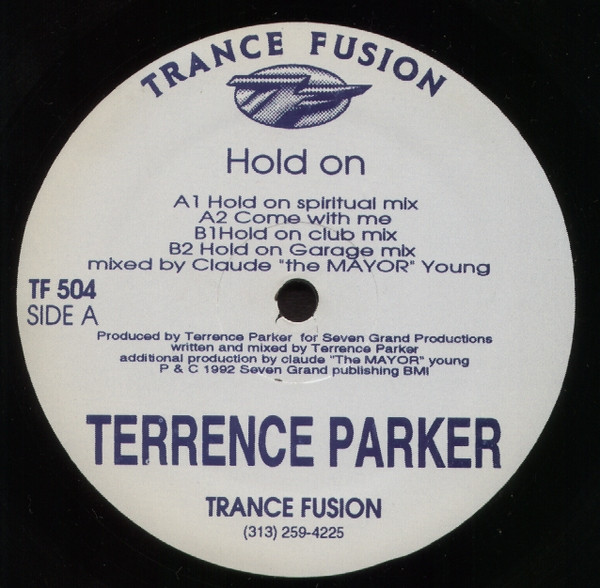 TRANCE FUSION
Hold on
A1 Hold on spiritual mix
A2 Come with me
B1Hold on club mix
B2 Hold on Garage mix
mixed by Claude "the MAYOR" Young
TF 504
SIDE A
Produced by Terrence Parker for Seven Grand Productions
written and mixed by Terrence Parker
additional production by claude "The MAYOR" young
P & C 1992 Seven Grand publishing BMI
TERRENCE PARKER
TRANCE FUSION
(313) 259-4225